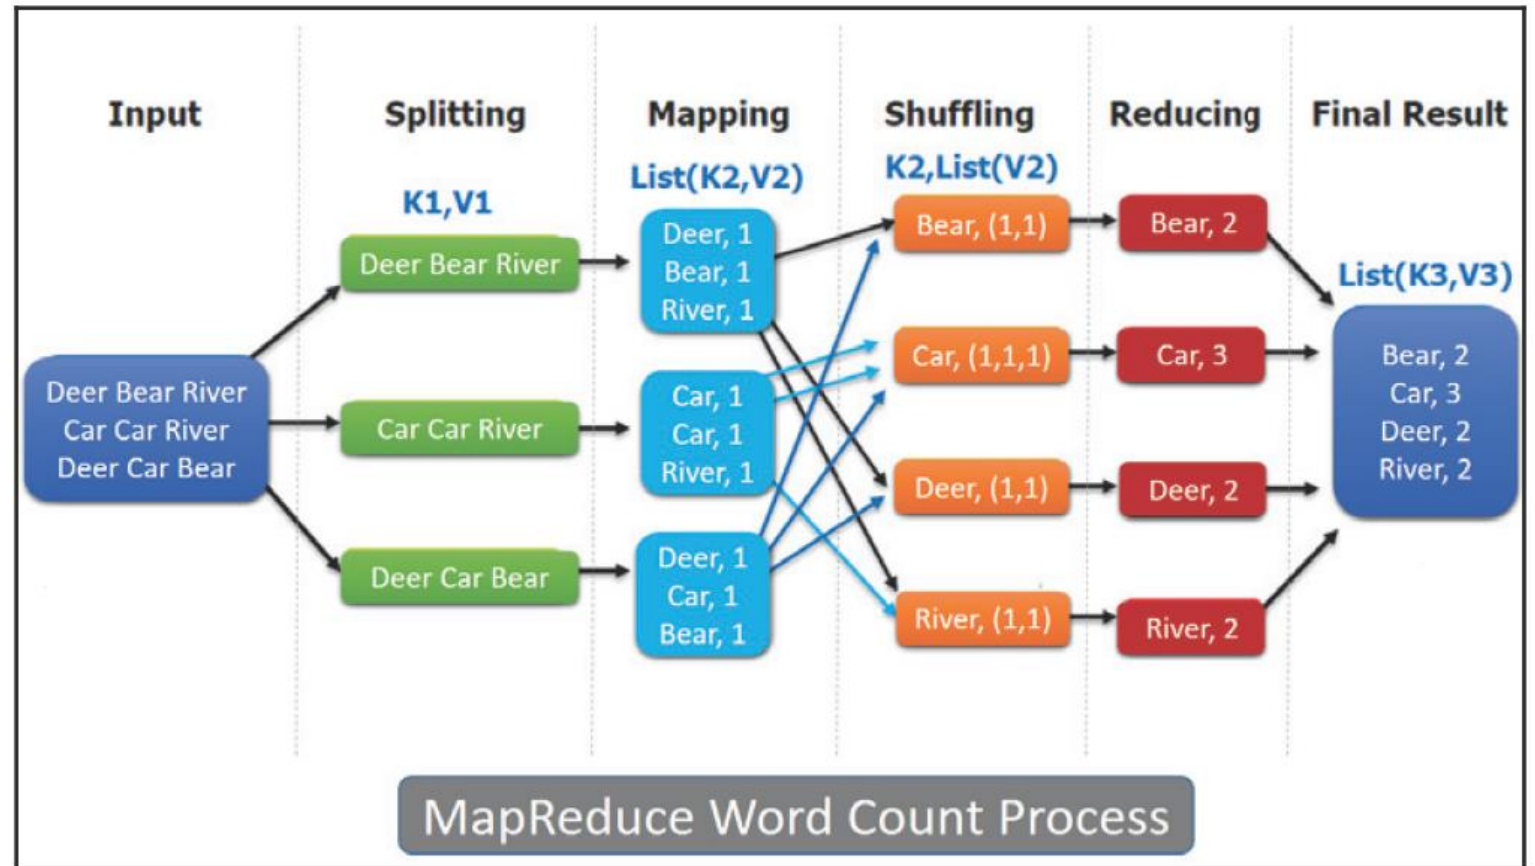 Input
Splitting
Mapping
Shuffling
Reducing
Final Result
K1,V1
List(K2,V2)
K2,List(V2)
List(K3,V3)
Deer Bear River
Car Car River
Deer Car Bear
Deer Bear River
Car Car River
Deer Car Bear
Deer, 1
Bear, 1
River, 1
Car, 1
Car, 1
River, 1
Deer, 1
Car, 1
Bear, 1
Bear, (1,1)
Car, (1,1,1)
Deer, (1,1)
River, (1,1)
Bear, 2
Car, 3
Deer, 2
River, 2
Bear, 2
Car, 3
Deer, 2
River, 2
MapReduce Word Count Process